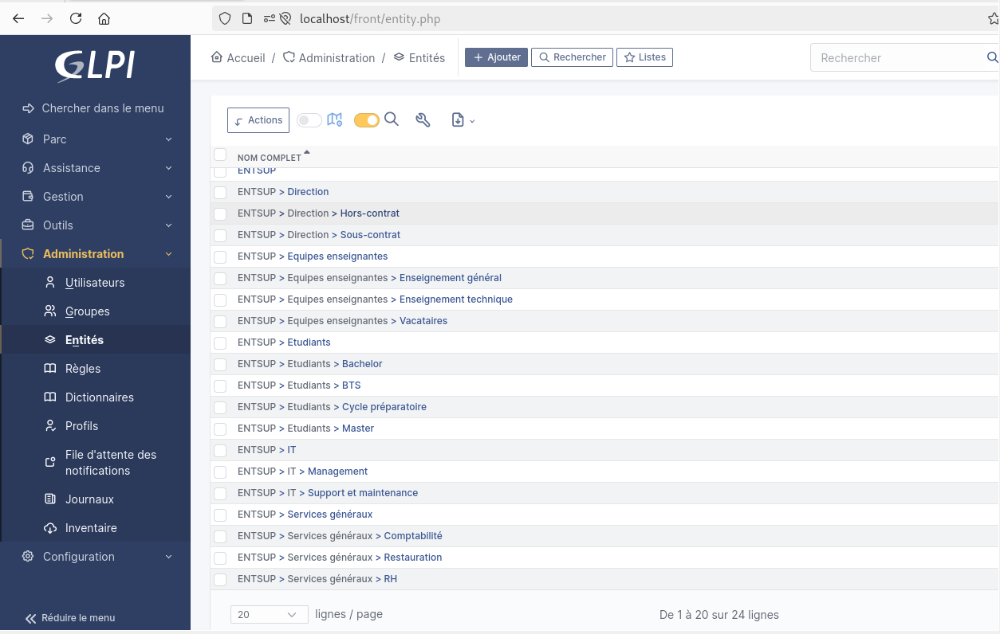 localhost/front/entity.php
GLPI
Chercher dans le menu
Parc
Assistance
Gestion
Outils
Administration
Utilisateurs
Groupes
Entités
Règles
Dictionnaires
Profils
File d'attente des
notifications
Journaux
Inventaire
Configuration
Réduire le menu
Accueil / Administration / Entités
+ Ajouter
Rechercher
Listes
Rechercher
Actions
NOM COMPLET
ENTSUP
ENTSUP > Direction
ENTSUP > Direction > Hors-contrat
ENTSUP > Direction > Sous-contrat
ENTSUP > Equipes enseignantes
ENTSUP > Equipes enseignantes > Enseignement général
ENTSUP > Equipes enseignantes > Enseignement technique
ENTSUP > Equipes enseignantes > Vacataires
ENTSUP > Etudiants
ENTSUP > Etudiants > Bachelor
ENTSUP > Etudiants > BTS
ENTSUP > Etudiants > Cycle préparatoire
ENTSUP > Etudiants > Master
ENTSUP > IT
ENTSUP > IT > Management
ENTSUP > IT > Support et maintenance
ENTSUP > Services généraux
ENTSUP > Services généraux > Comptabilité
ENTSUP > Services généraux > Restauration
ENTSUP > Services généraux > RH
20 lignes / page
De 1 à 20 sur 24 lignes